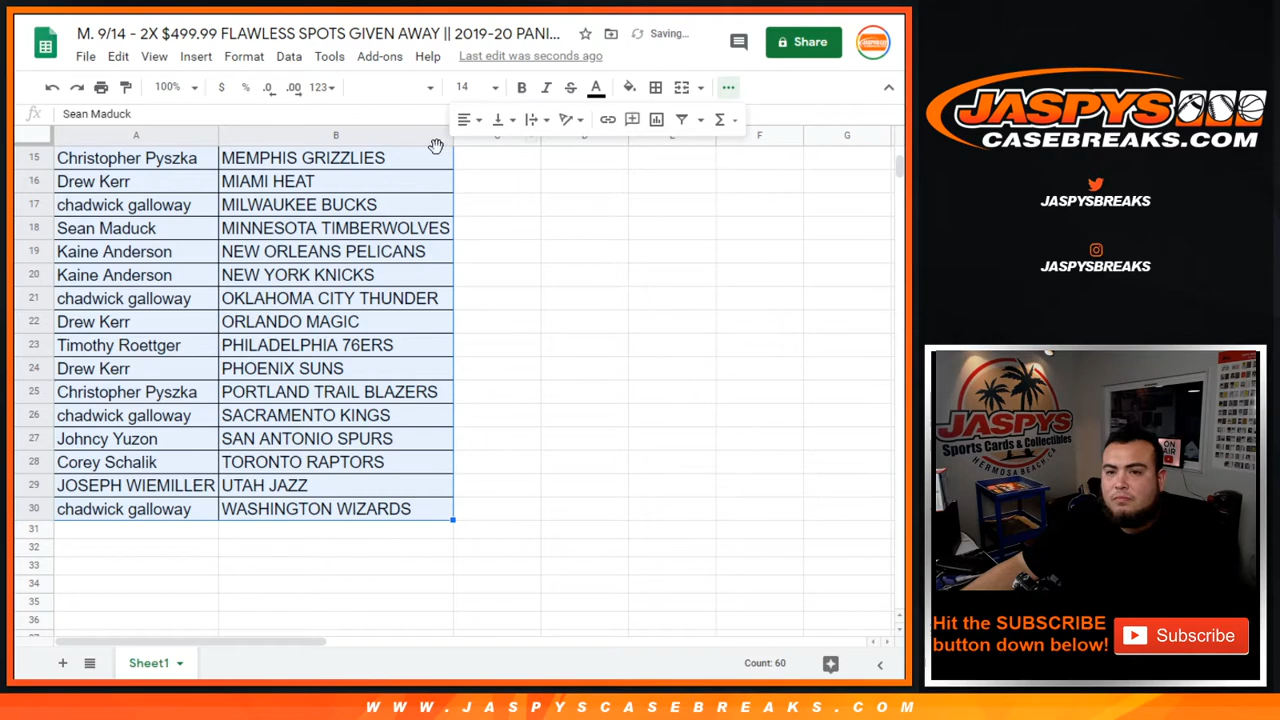 M. 9/14 - 2X $499.99 FLAWLESS SPOTS GIVEN AWAY || 2019-20 PANI...
Saving...
File Edit View Insert Format Data Tools Add-ons Help Last edit was seconds ago
Share
100% $ % .0 .00 123 14 B I S A
fx Sean Maduck
A B F G
15 Christopher Pyszka MEMPHIS GRIZZLIES
16 Drew Kerr MIAMI HEAT
17 chadwick galloway MILWAUKEE BUCKS
18 Sean Maduck MINNESOTA TIMBERWOLVES
19 Kaine Anderson NEW ORLEANS PELICANS
20 Kaine Anderson NEW YORK KNICKS
21 chadwick galloway OKLAHOMA CITY THUNDER
22 Drew Kerr ORLANDO MAGIC
23 Timothy Roettger PHILADELPHIA 76ERS
24 Drew Kerr PHOENIX SUNS
25 Christopher Pyszka PORTLAND TRAIL BLAZERS
26 chadwick galloway SACRAMENTO KINGS
27 Johncy Yuzon SAN ANTONIO SPURS
28 Corey Schalik TORONTO RAPTORS
29 JOSEPH WIEMILLER UTAH JAZZ
30 chadwick galloway WASHINGTON WIZARDS
31
32
33
34
35
36
Sheet1
Count: 60
JASPYS
CASEBREAKS.COM
JASPYSBREAKS
JASPYSBREAKS
JASPYS
Sports Cards & Collectibles
HERMOSA BEACH CA
ON AIR
Hit the SUBSCRIBE
button down below!
Subscribe
WWW.JASPYSCASEBREAKS.COM